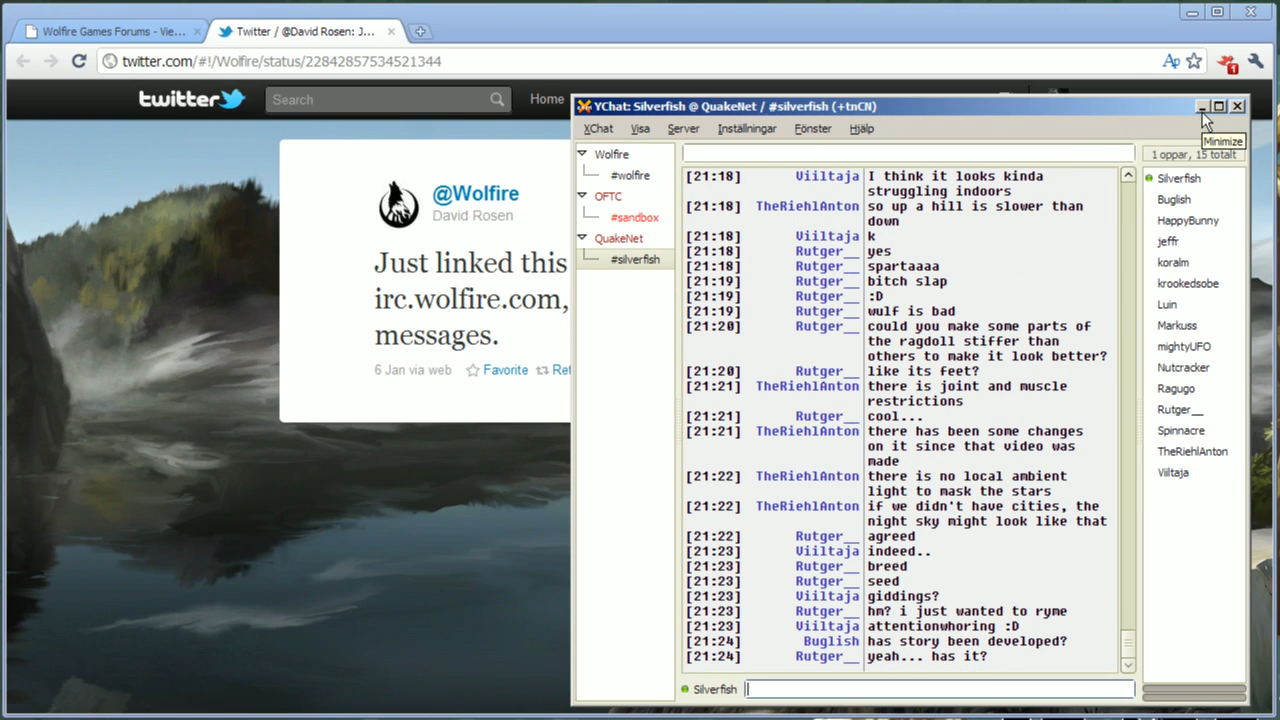 Wolfire Games Forums - Vie...
Twitter / @David Rosen: J...
twitter.com/#!/Wolfire/status/22842857534521344
1
twitter
Search
Home
@Wolfire
David Rosen
Just linked this
irc.wolfire.com,
messages.
6 Jan via web Favorite Ret
YChat: Silverfish @ QuakeNet / #silverfish (+tnCN)
XChat Visa Server Inställningar Fönster Hjälp
Minimize
Wolfire
#wolfire
OFTC
#sandbox
QuakeNet
#silverfish
[21:18] Viiltaja I think it looks kinda
struggling indoors
[21:18] TheRiehlAnton so up a hill is slower than
down
[21:18] Viiltaja k
[21:18] Rutger__ yes
[21:18] Rutger__ spartaaaa
[21:19] Rutger__ bitch slap
[21:19] Rutger__ :D
[21:19] Rutger__ wulf is bad
[21:20] Rutger__ could you make some parts of
the ragdoll stiffer than
others to make it look better?
[21:20] Rutger__ like its feet?
[21:21] TheRiehlAnton there is joint and muscle
restrictions
[21:21] Rutger__ cool...
[21:21] TheRiehlAnton there has been some changes
on it since that video was
made
[21:22] TheRiehlAnton there is no local ambient
light to mask the stars
[21:22] TheRiehlAnton if we didn't have cities, the
night sky might look like that
[21:22] Rutger__ agreed
[21:23] Viiltaja indeed..
[21:23] Rutger__ breed
[21:23] Rutger__ seed
[21:23] Viiltaja giddings?
[21:23] Rutger__ hm? i just wanted to ryme
[21:23] Viiltaja attentionwhoring :D
[21:24] Buglish has story been developed?
[21:24] Rutger__ yeah... has it?
Silverfish
1 oppar, 15 totalt
Silverfish
Buglish
HappyBunny
jeffr
koralm
krookedsobe
Luin
Markuss
mightyUFO
Nutcracker
Ragugo
Rutger__
Spinnacre
TheRiehlAnton
Viiltaja